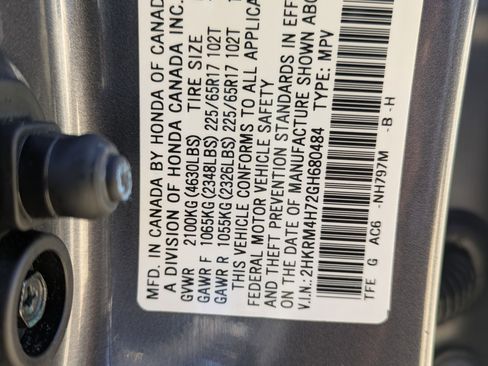 MFD. IN CANADA BY HONDA OF CANADA
A DIVISION OF HONDA CANADA INC.
GVWR 2100KG (4630LBS) TIRE SIZE
GAWR F 1065KG (2348LBS) 225/65R17 102T
GAWR R 1055KG (2326LBS) 225/65R17 102T
THIS VEHICLE CONFORMS TO ALL APPLICA
FEDERAL MOTOR VEHICLE SAFETY
AND THEFT PREVENTION STANDARDS IN EFF
ON THE DATE OF MANUFACTURE SHOWN ABO
V.I.N.: 2HKRM4H72GH680484 TYPE: MPV
TFE G AC6 -NH797M -B -H